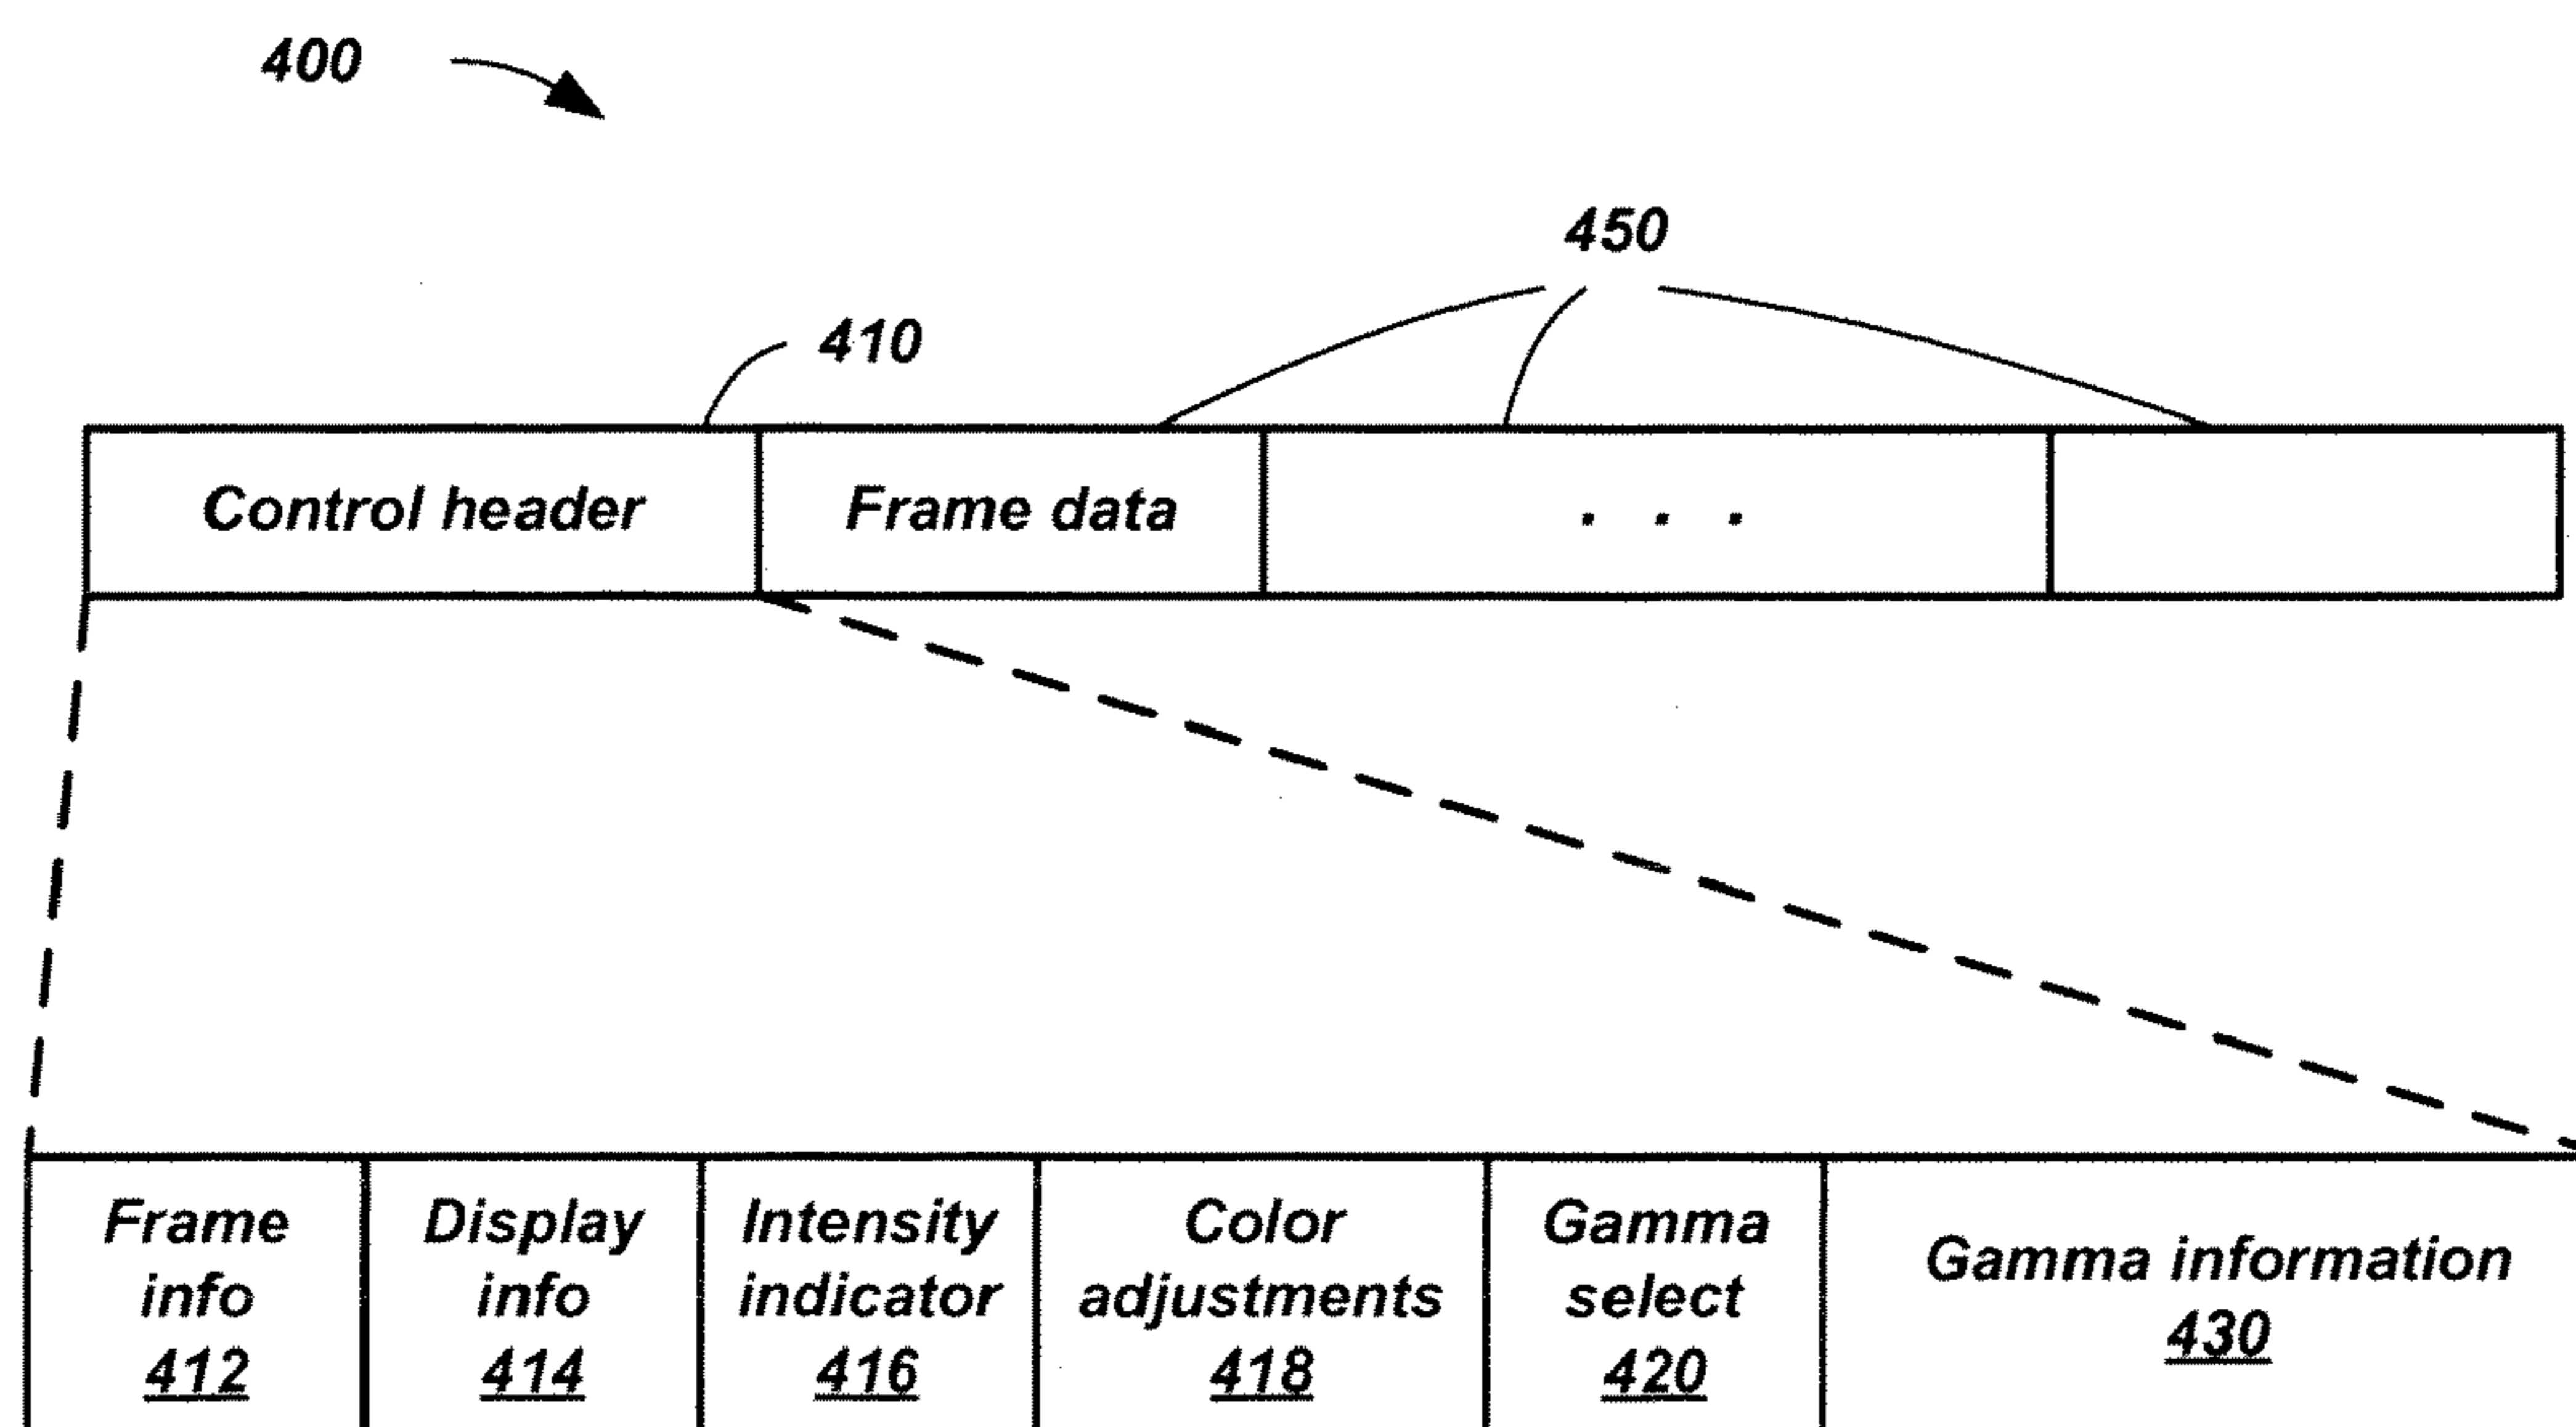 400
450
410
Control header
Frame data
. . .
Frame
info
412
Display
info
414
Intensity
indicator
416
Color
adjustments
418
Gamma
select
420
Gamma information
430